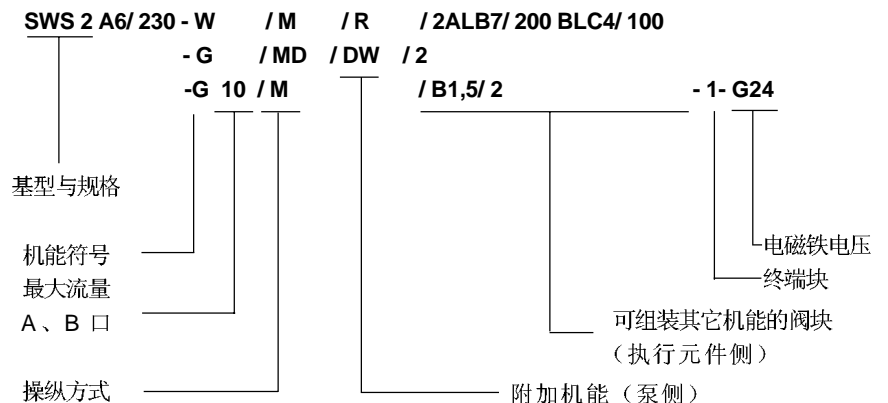 SWS 2 A6/ 230 - W / M / R / 2ALB7/ 200 BLC4/ 100
- G / MD / DW / 2
-G 10 / M / B1,5/ 2 - 1- G24
基型与规格
机能符号
最大流量
A 、B 口
操纵方式
电磁铁电压
终端块
可组装其它机能的阀块
（执行元件侧）
附加机能（泵侧）